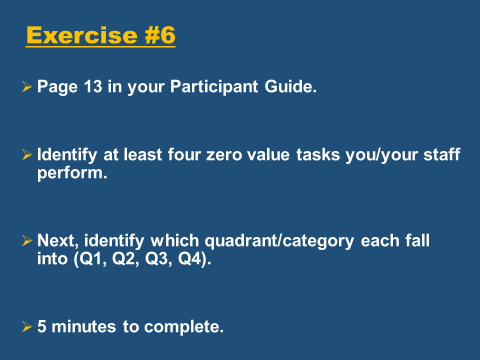 Exercise #6
Page 13 in your Participant Guide.
Identify at least four zero value tasks you/your staff
perform.
Next, identify which quadrant/category each fall
into (Q1, Q2, Q3, Q4).
5 minutes to complete.